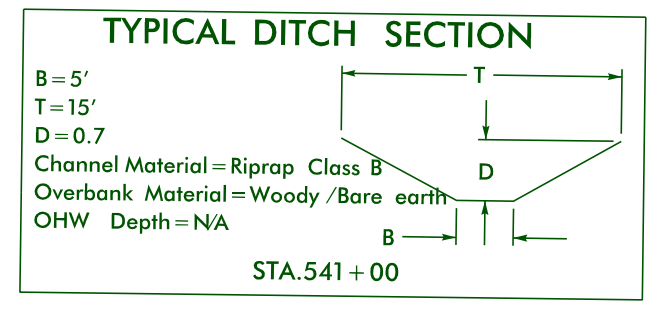 TYPICAL DITCH SECTION
B=5'
T=15'
D=0.7
Channel Material=Riprap Class B
Overbank Material=Woody/Bare earth
OHW Depth=N/A
T
D
B
STA.541+00